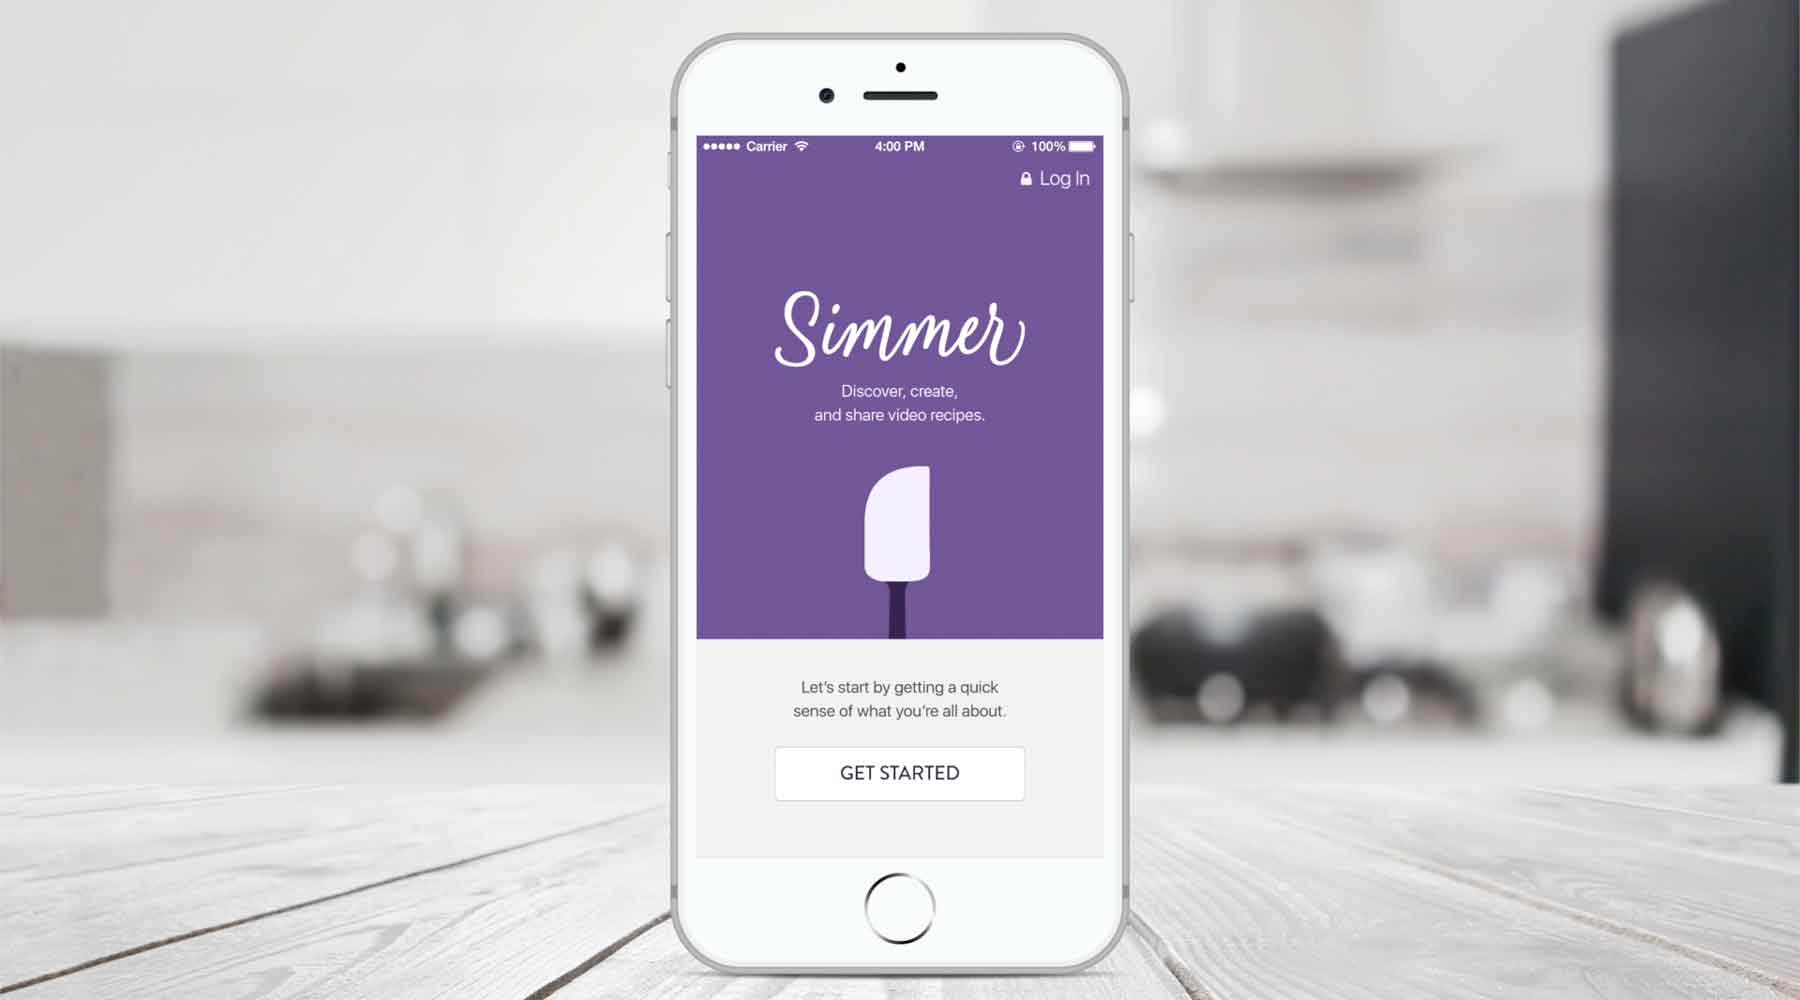 Carrier 4:00 PM 100%
Log In
Simmer
Discover, create,
and share video recipes.
Let's start by getting a quick
sense of what you're all about.
GET STARTED